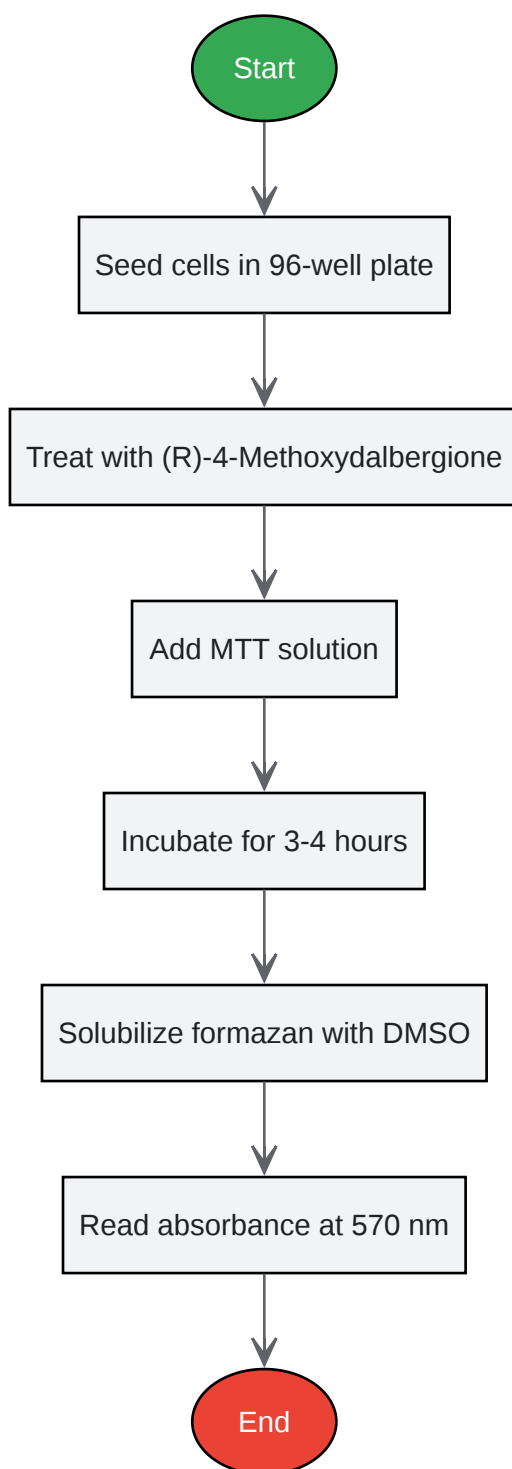 Start
Seed cells in 96-well plate
Treat with (R)-4-Methoxydalbergione
Add MTT solution
Incubate for 3-4 hours
Solubilize formazan with DMSO
Read absorbance at 570 nm
End